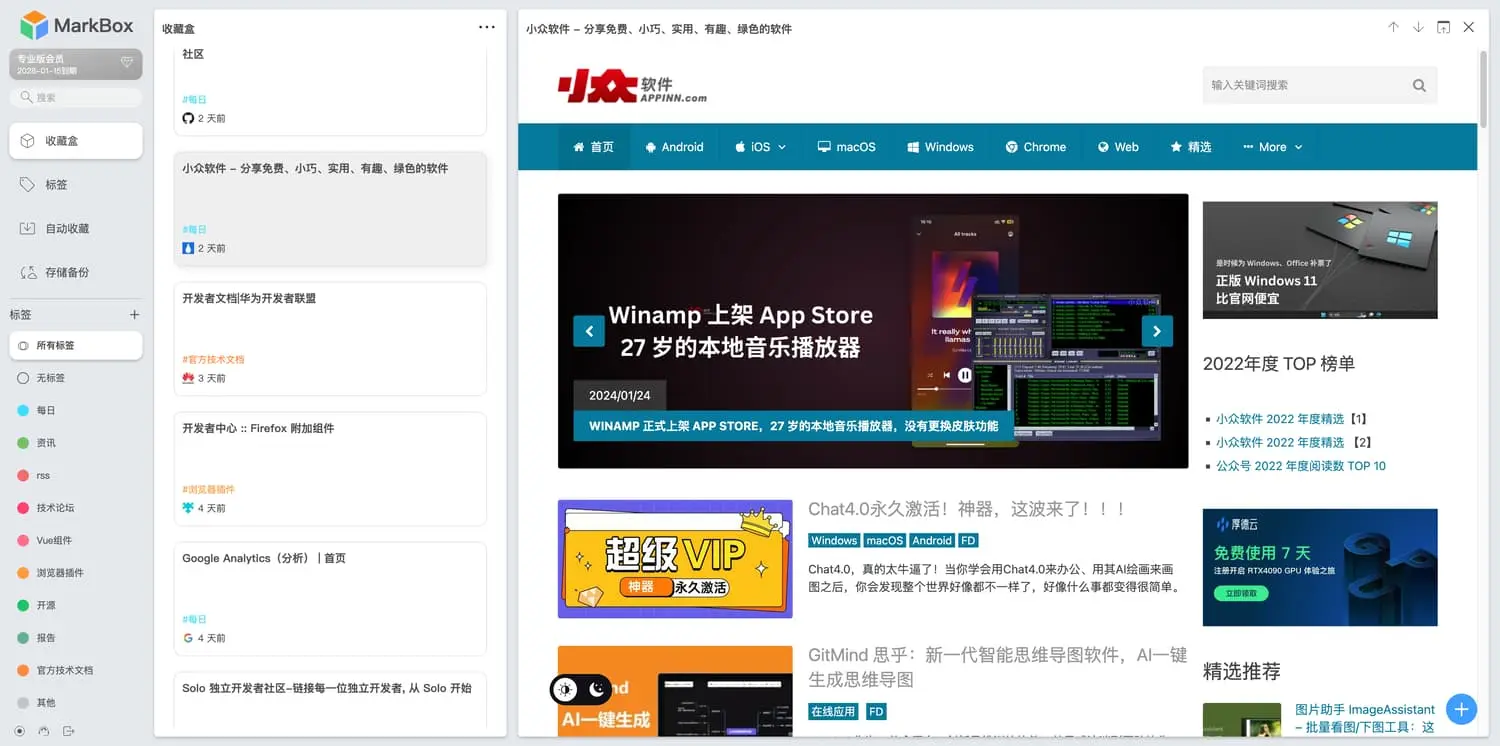 MarkBox
专业版会员
2028-01-15到期
搜索
收藏盒
标签
自动收藏
存储备份
标签
所有标签
无标签
每日
资讯
rss
技术论坛
Vue组件
浏览器插件
开源
报告
官方技术文档
其他
收藏盒
社区
#每日
2 天前
小众软件 – 分享免费、小巧、实用、有趣、绿色的软件
#每日
2 天前
开发者文档|华为开发者联盟
#官方技术文档
3 天前
开发者中心 :: Firefox 附加组件
#浏览器插件
4 天前
Google Analytics（分析） | 首页
#每日
4 天前
Solo 独立开发者社区-链接每一位独立开发者, 从 Solo 开始
小众软件 – 分享免费、小巧、实用、有趣、绿色的软件
小众软件
APPINN.com
输入关键词搜索
首页
Android
iOS
macOS
Windows
Chrome
Web
精选
More
All tracks
It really wh
llamas
Winamp 上架 App Store
27 岁的本地音乐播放器
2024/01/24
WINAMP 正式上架 APP STORE，27 岁的本地音乐播放器，没有更换皮肤功能
超级VIP
神器 永久激活
Chat4.0永久激活！神器，这波来了！！！
Windows macOS Android FD
Chat4.0，真的太牛逼了！当你学会用Chat4.0来办公、用其AI绘画来画
图之后，你会发现整个世界好像都不一样了，好像什么事都变得很简单。
AI一键生成
GitMind 思乎：新一代智能思维导图软件，AI一键
生成思维导图
在线应用 FD
是时候为 Windows、Office 补票了
正版 Windows 11
比官网便宜
2022年度 TOP 榜单
小众软件 2022 年度精选【1】
小众软件 2022 年度精选 【2】
公众号 2022 年度阅读数 TOP 10
厚德云
免费使用 7 天
注册开启 RTX4090 GPU 体验之旅
立即领取
精选推荐
图片助手 ImageAssistant
– 批量看图/下图工具：这